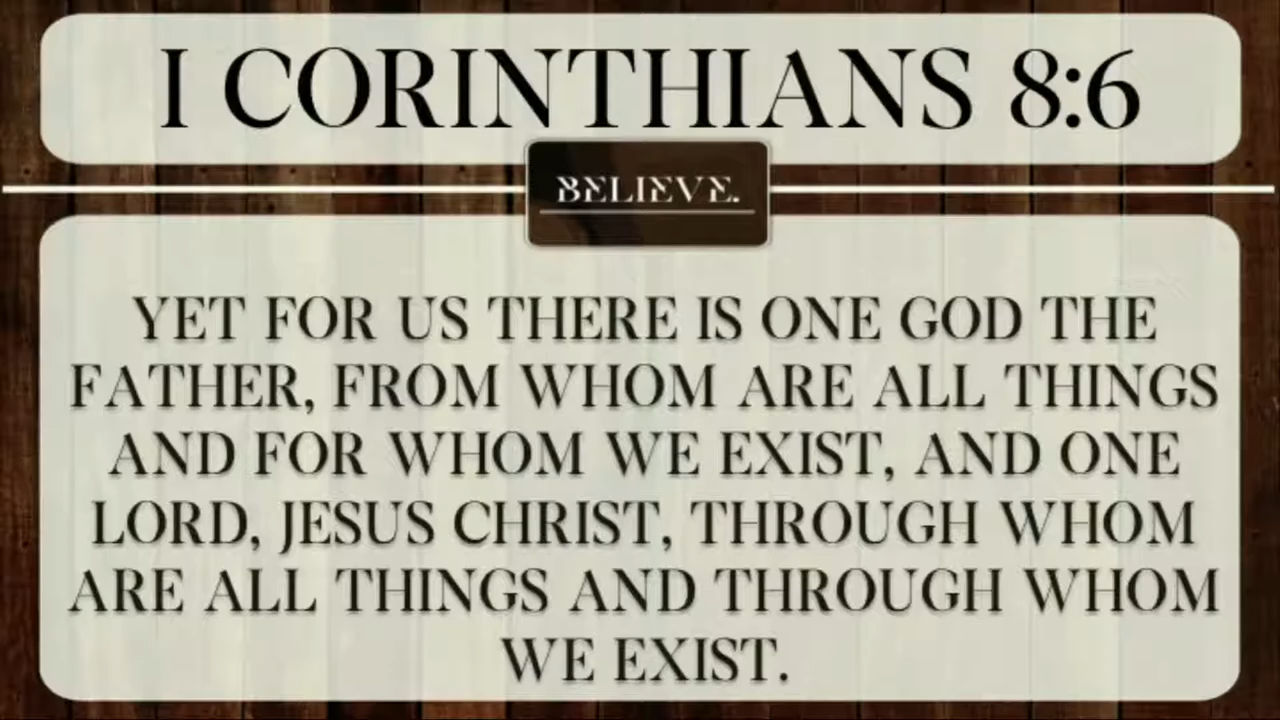 I CORINTHIANS 8:6
BELIEVE.
YET FOR US THERE IS ONE GOD THE
FATHER, FROM WHOM ARE ALL THINGS
AND FOR WHOM WE EXIST, AND ONE
LORD, JESUS CHRIST, THROUGH WHOM
ARE ALL THINGS AND THROUGH WHOM
WE EXIST.